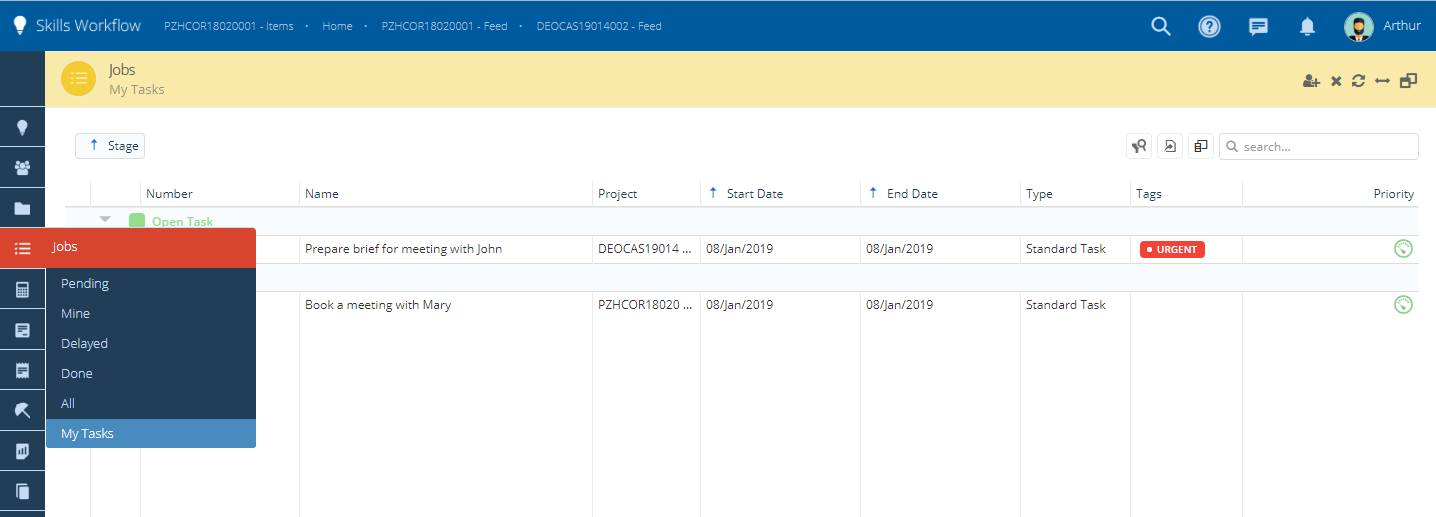 Skills Workflow PZHCOR18020001 - Items • Home • PZHCOR18020001 - Feed • DEOCAS19014002 - Feed Arthur
Jobs
My Tasks
Stage search...
Number Name Project Start Date End Date Type Tags Priority
Open Task
Jobs
Prepare brief for meeting with John DEOCAS19014 ... 08/Jan/2019 08/Jan/2019 Standard Task URGENT
Pending
Book a meeting with Mary PZHCOR18020 ... 08/Jan/2019 08/Jan/2019 Standard Task
Mine
Delayed
Done
All
My Tasks